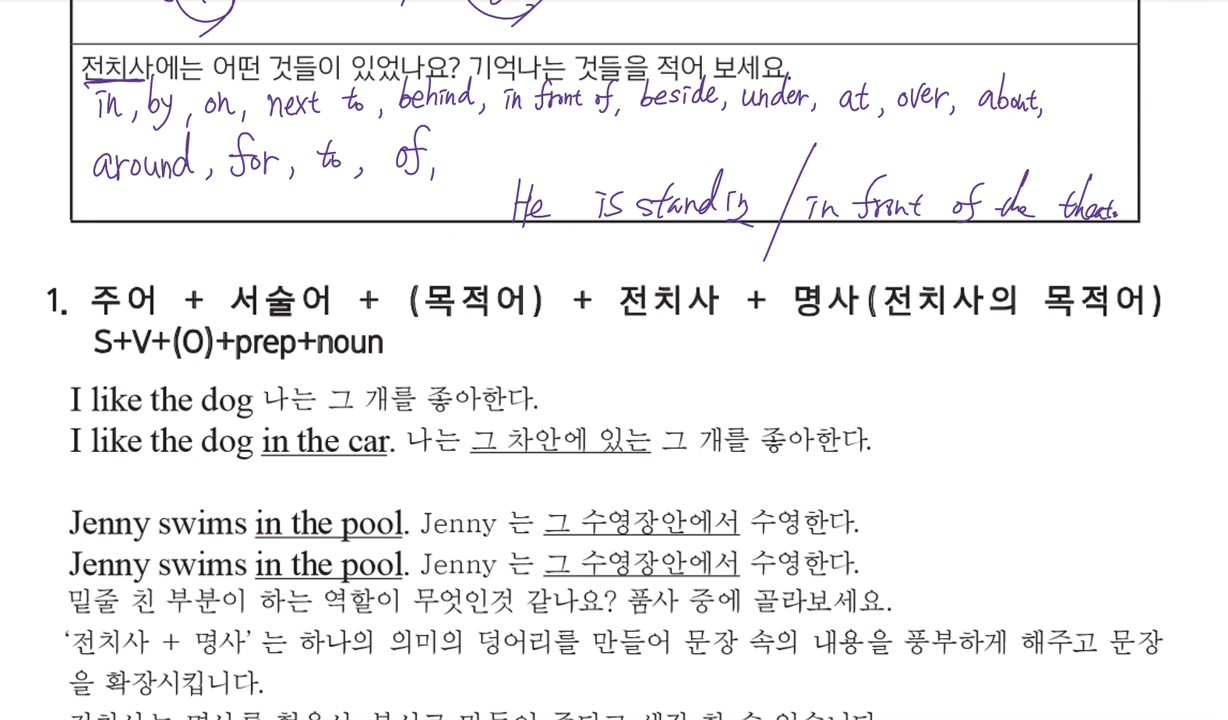 전치사에는 어떤 것들이 있었나요? 기억나는 것들을 적어 보세요.
in, by, on, next to, behind, in front of, beside, under, at, over, about,
around, for, to, of,
He is standing / in front of the
1. 주어 + 서술어 + (목적어) + 전치사 + 명사(전치사의 목적어)
S+V+(O)+prep+noun
I like the dog 나는 그 개를 좋아한다.
I like the dog in the car. 나는 그 차안에 있는 그 개를 좋아한다.
Jenny swims in the pool. Jenny 는 그 수영장안에서 수영한다.
Jenny swims in the pool. Jenny 는 그 수영장안에서 수영한다.
밑줄 친 부분이 하는 역할이 무엇인것 같나요? 품사 중에 골라보세요.
‘전치사 + 명사’ 는 하나의 의미의 덩어리를 만들어 문장 속의 내용을 풍부하게 해주고 문장
을 확장시킵니다.